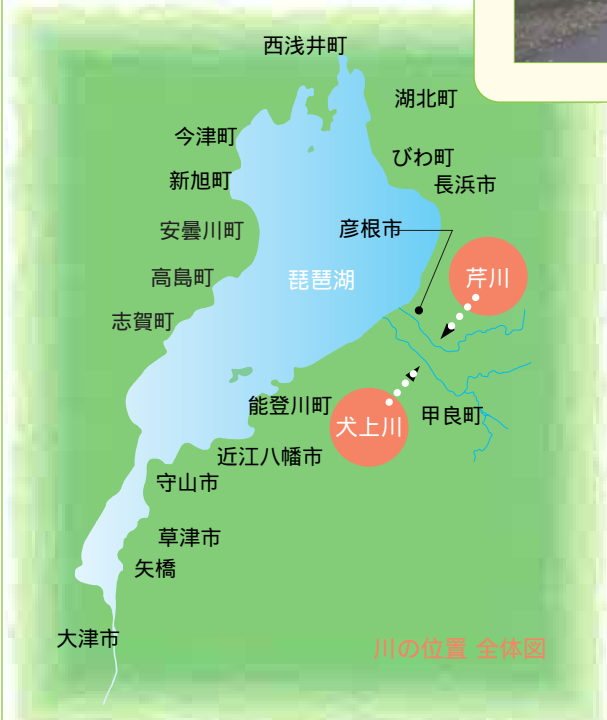 西浅井町
湖北町
今津町
びわ町
新旭町
長浜市
安曇川町
彦根市
高島町
琵琶湖
芹川
志賀町
能登川町
犬上川
甲良町
近江八幡市
守山市
草津市
矢橋
大津市
川の位置 全体図